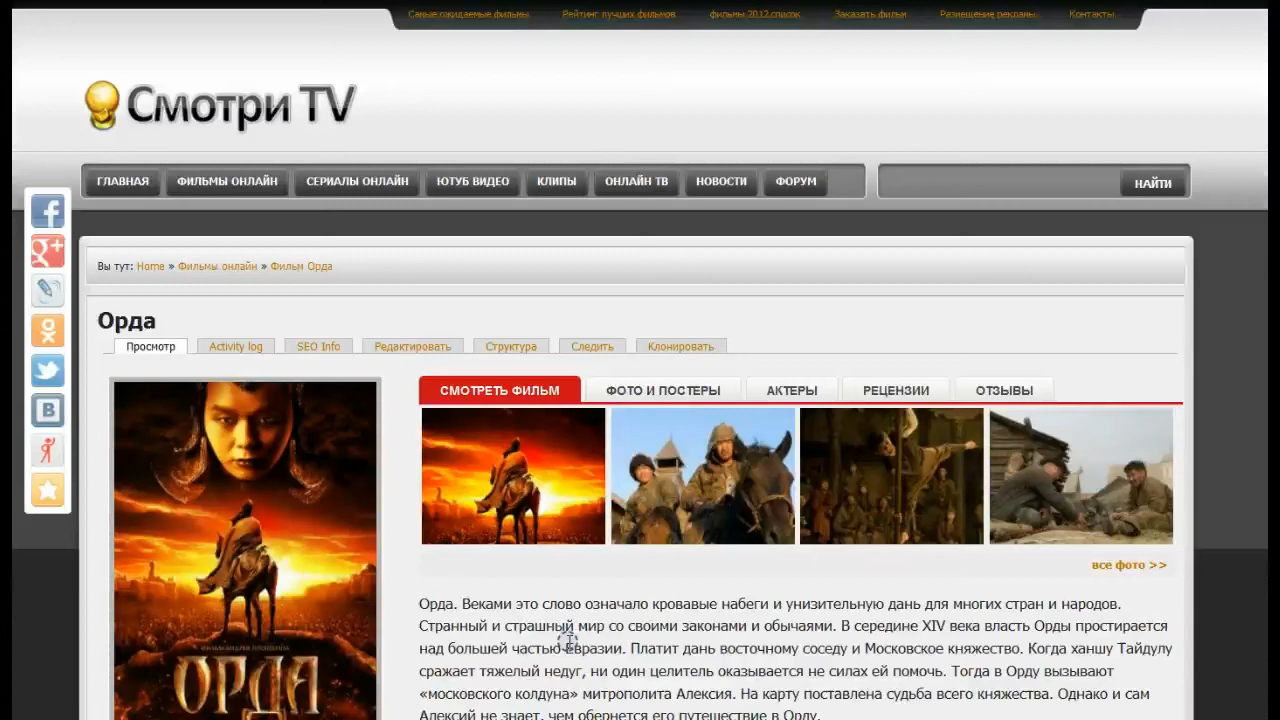 Самые ожидаемые фильмы Рейтинг лучших фильмов фильмы 2012 список Заказать фильм Размещение рекламы Контакты
Смотри TV
ГЛАВНАЯ ФИЛЬМЫ ОНЛАЙН СЕРИАЛЫ ОНЛАЙН ЮТУБ ВИДЕО КЛИПЫ ОНЛАЙН ТВ НОВОСТИ ФОРУМ НАЙТИ
Вы тут: Home » Фильмы онлайн » Фильм Орда
Орда
Просмотр Activity log SEO Info Редактировать Структура Следить Клонировать
СМОТРЕТЬ ФИЛЬМ ФОТО И ПОСТЕРЫ АКТЕРЫ РЕЦЕНЗИИ ОТЗЫВЫ
все фото >>
Орда. Веками это слово означало кровавые набеги и унизительную дань для многих стран и народов.
Странный и страшный мир со своими законами и обычаями. В середине XIV века власть Орды простирается
над большей частью Евразии. Платит дань восточному соседу и Московское княжество. Когда ханшу Тайдулу
сражает тяжелый недуг, ни один целитель оказывается не силах ей помочь. Тогда в Орду вызывают
«московского колдуна» митрополита Алексия. На карту поставлена судьба всего княжества. Однако и сам
Алексий не знает, чем обернется его путешествие в Орду.
ОРДА